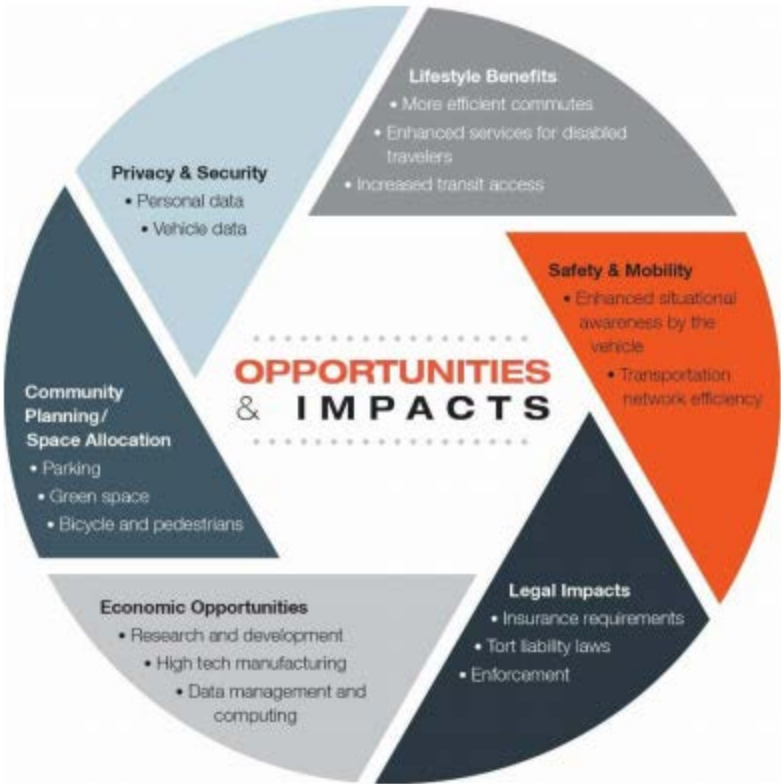 Lifestyle Benefits
• More efficient commutes
• Enhanced services for disabled
travelers
• Increased transit access
Safety & Mobility
• Enhanced situational
awareness by the
vehicle
• Transportation
network efficiency
Legal Impacts
• Insurance requirements
• Tort liability laws
• Enforcement
Economic Opportunities
• Research and development
• High tech manufacturing
• Data management and
computing
Community
Planning/
Space Allocation
• Parking
• Green space
• Bicycle and pedestrians
Privacy & Security
• Personal data
• Vehicle data
OPPORTUNITIES
& IMPACTS